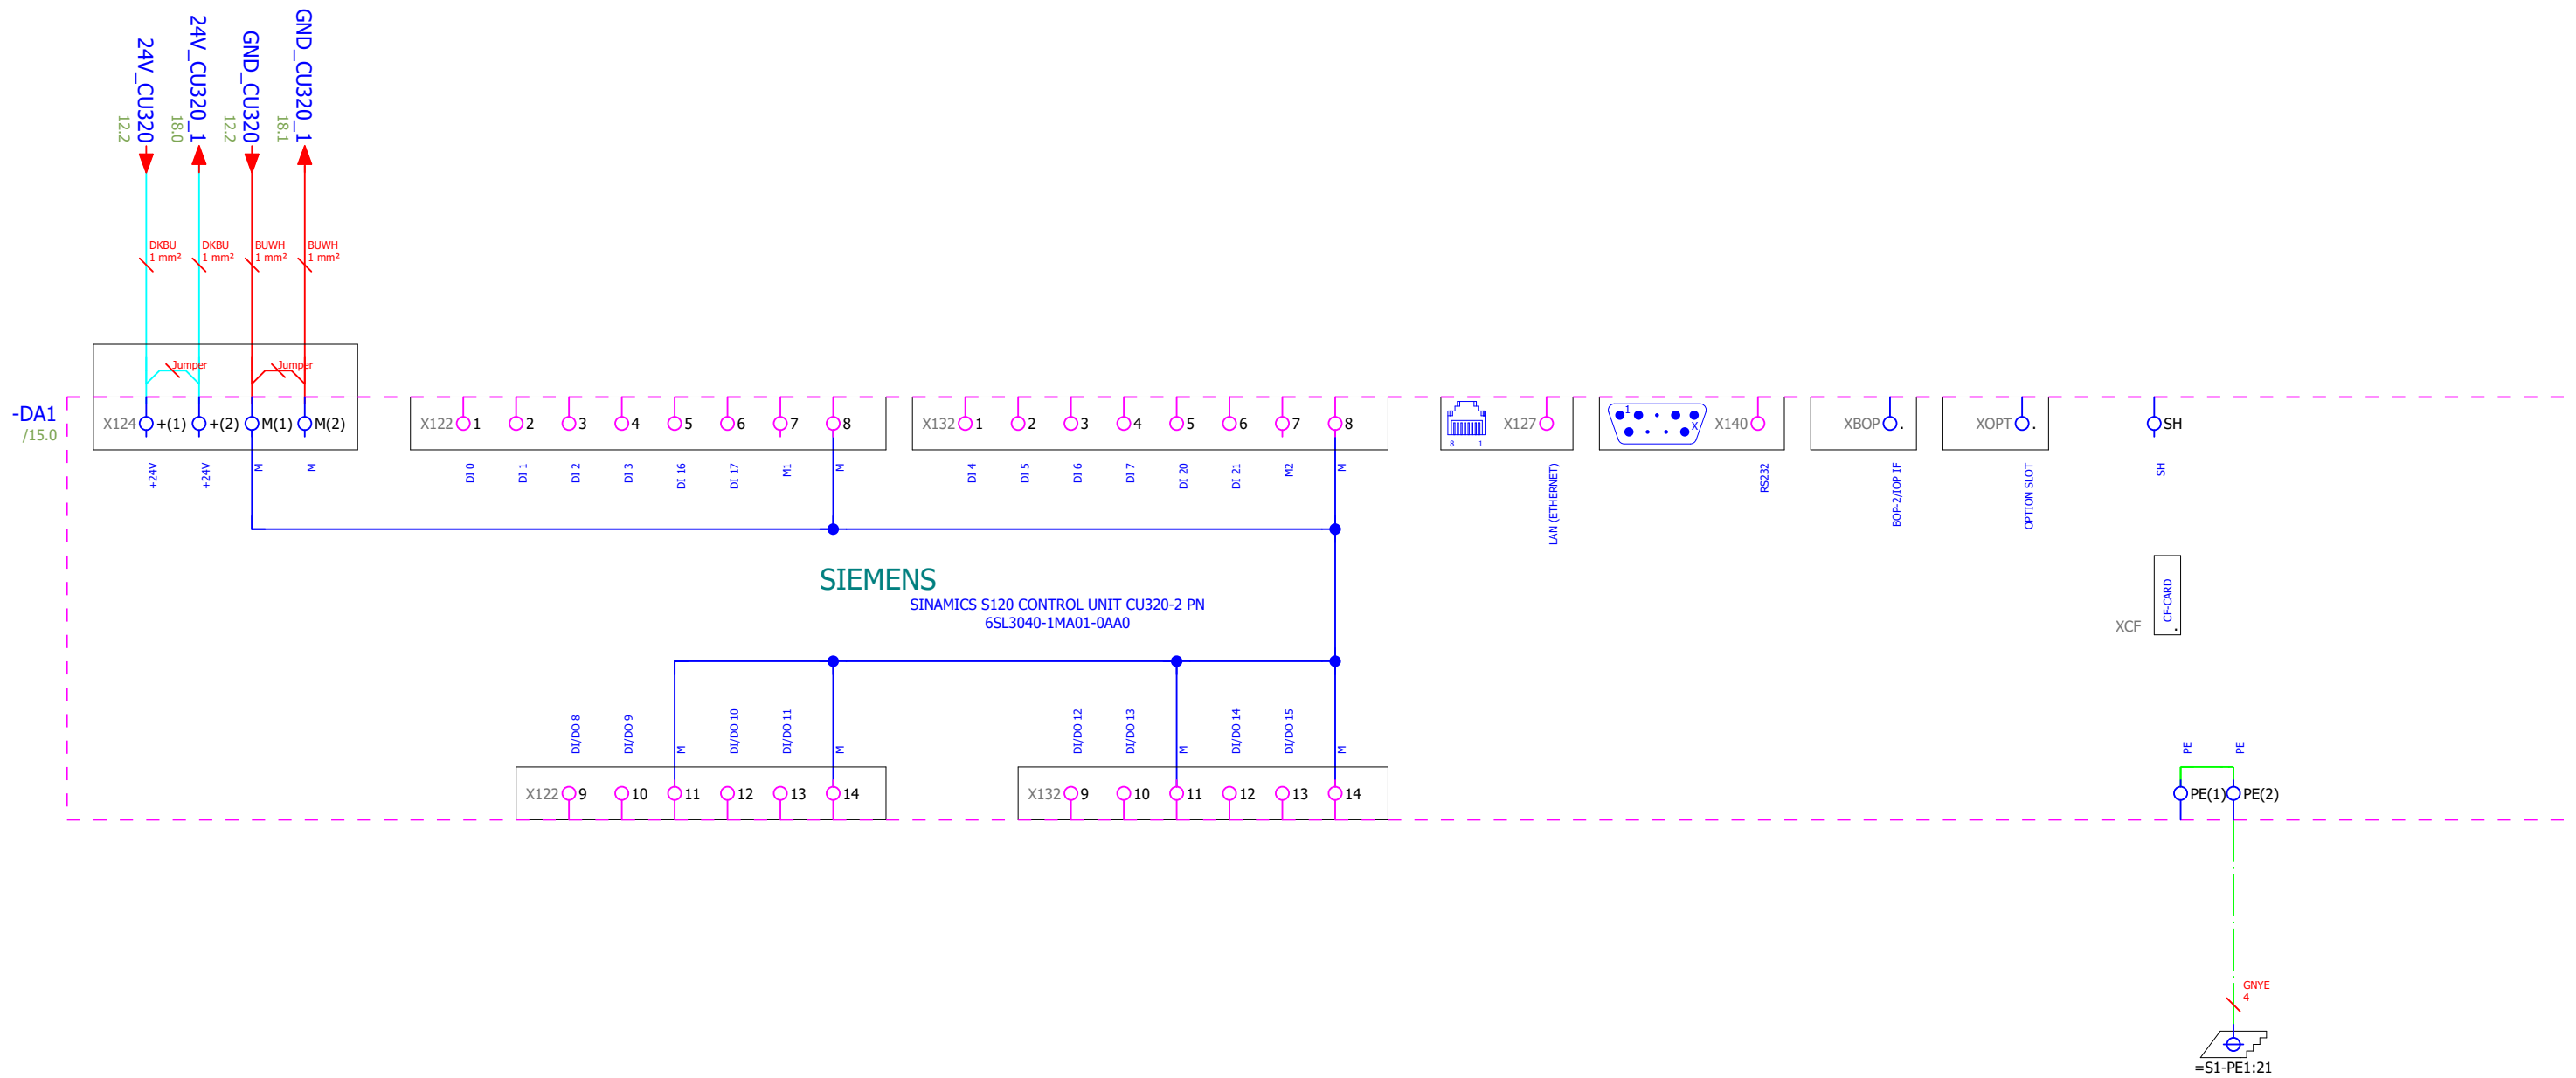 24V_CU320
12.2
24V_CU320_1
18.0
GND_CU320
12.2
GND_CU320_1
18.1
DKBU
1 mm²
DKBU
1 mm²
BUWH
1 mm²
BUWH
1 mm²
Jumper
Jumper
-DA1
/15.0
X124 +(1) +(2) M(1) M(2)
X122 1 2 3 4 5 6 7 8
X132 1 2 3 4 5 6 7 8
8 1
X127
1
X
X140
XBOP .
XOPT .
SH
+24V
+24V
M
M
DI 0
DI 1
DI 2
DI 3
DI 16
DI 17
M1
M
DI 4
DI 5
DI 6
DI 7
DI 20
DI 21
M2
M
LAN (ETHERNET)
RS232
BOP-2/IOP IF
OPTION SLOT
SH
SIEMENS
SINAMICS S120 CONTROL UNIT CU320-2 PN
6SL3040-1MA01-0AA0
XCF
CF-CARD
.
DI/DO 8
DI/DO 9
M
DI/DO 10
DI/DO 11
M
DI/DO 12
DI/DO 13
M
DI/DO 14
DI/DO 15
M
PE
PE
X122 9 10 11 12 13 14
X132 9 10 11 12 13 14
PE(1) PE(2)
GNYE
4
=S1-PE1:21